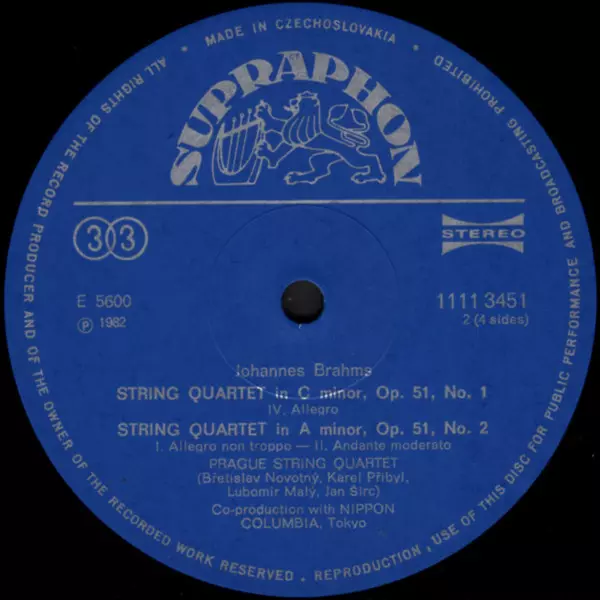 MADE IN CZECHOSLOVAKIA
ALL RIGHTS OF THE RECORD PRODUCER AND OF THE OWNER OF THE RECORDED WORK RESERVED . REPRODUCTION, USE OF THIS DISC FOR PUBLIC PERFORMANCE AND BROADCASTING PROHIBITED
SUPRAPHON
33
STEREO
E 5600
1111 3451
Ⓟ 1982
2 (4 sides)
Johannes Brahms
STRING QUARTET in C minor, Op. 51, No. 1
IV. Allegro
STRING QUARTET in A minor, Op. 51, No. 2
I. Allegro non troppo — II. Andante moderato
PRAGUE STRING QUARTET
(Břetislav Novotný, Karel Přibyl,
Lubomír Malý, Jan Širc)
Co-production with NIPPON
COLUMBIA, Tokyo